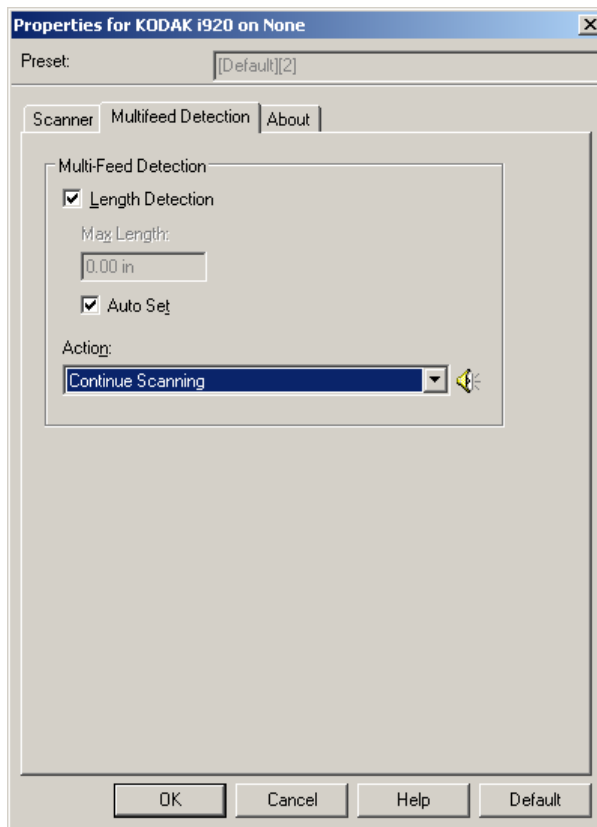 Properties for KODAK i920 on None
Preset: [Default][2]
Scanner Multifeed Detection About
Multi-Feed Detection
Length Detection
Max Length:
0.00 in
Auto Set
Action:
Continue Scanning
OK Cancel Help Default